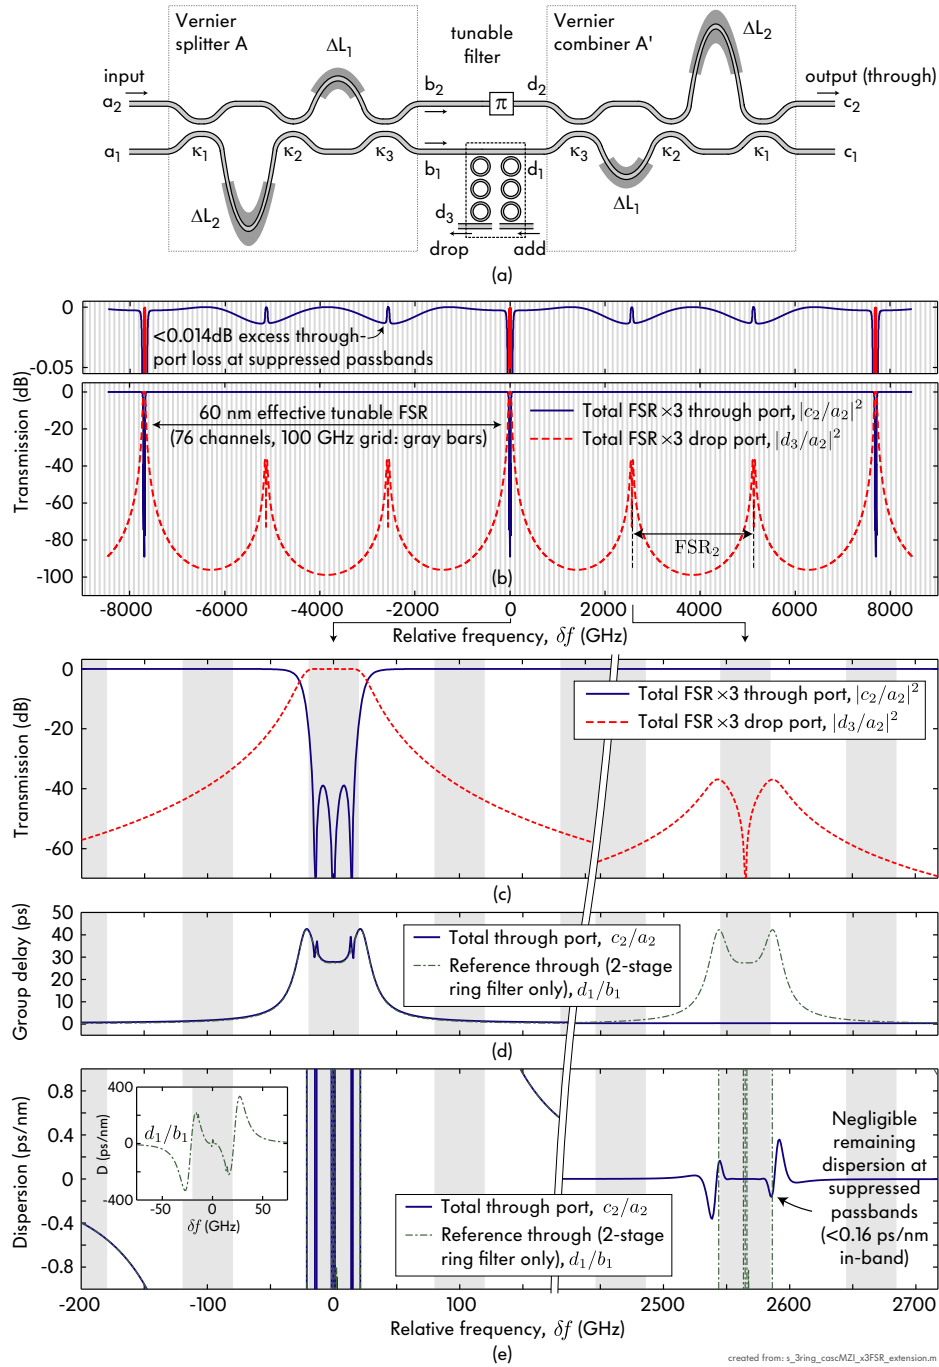 Vernier
splitter A
ΔL₁
tunable
filter
Vernier
combiner A'
ΔL₂
input
a₂
b₂
π
d₂
output (through)
c₂
a₁
κ₁
κ₂
κ₃
b₁
d₁
κ₃
κ₂
κ₁
c₁
ΔL₂
d₃
drop
add
ΔL₁
(a)
0
-0.05
<0.014dB excess through-
port loss at suppressed passbands
Transmission (dB)
0
-20
-40
-60
-80
-100
60 nm effective tunable FSR
(76 channels, 100 GHz grid: gray bars)
Total FSR×3 through port, |c₂/a₂|²
Total FSR×3 drop port, |d₃/a₂|²
FSR₂
(b)
-8000 -6000 -4000 -2000 0 2000 4000 6000 8000
Relative frequency, δf (GHz)
Transmission (dB)
0
-20
-40
-60
Total FSR×3 through port, |c₂/a₂|²
Total FSR×3 drop port, |d₃/a₂|²
(c)
Group delay (ps)
50
40
30
20
10
0
Total through port, c₂/a₂
Reference through (2-stage
ring filter only), d₁/b₁
(d)
Dispersion (ps/nm)
0.8
0.4
0
-0.4
-0.8
D (ps/nm)
400
0
-400
d₁/b₁
-50 0 50
δf (GHz)
Negligible
remaining
dispersion at
suppressed
passbands
(<0.16 ps/nm
in-band)
Total through port, c₂/a₂
Reference through (2-stage
ring filter only), d₁/b₁
-200 -100 0 100 2500 2600 2700
Relative frequency, δf (GHz)
(e)
created from: s_3ring_cascMZI_x3FSR_extension.m